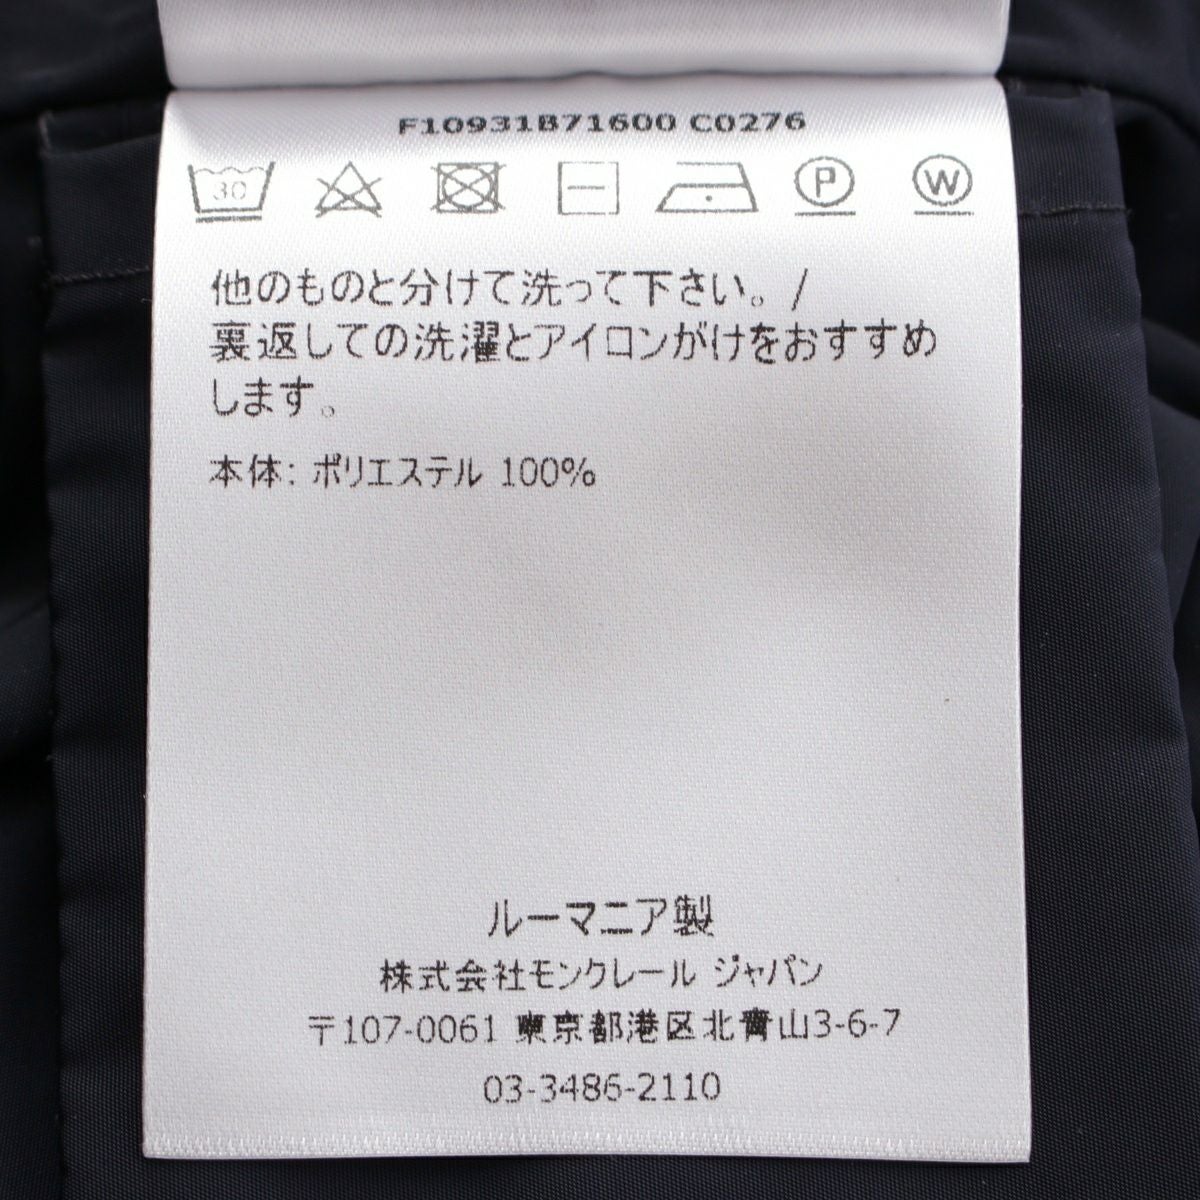 F10931B71600 C0276
30 P W
他のものと分けて洗って下さい。/
裏返しての洗濯とアイロンがけをおすすめ
します。
本体: ポリエステル 100%
ルーマニア製
株式会社モンクレール ジャパン
〒107-0061 東京都港区北青山3-6-7
03-3486-2110